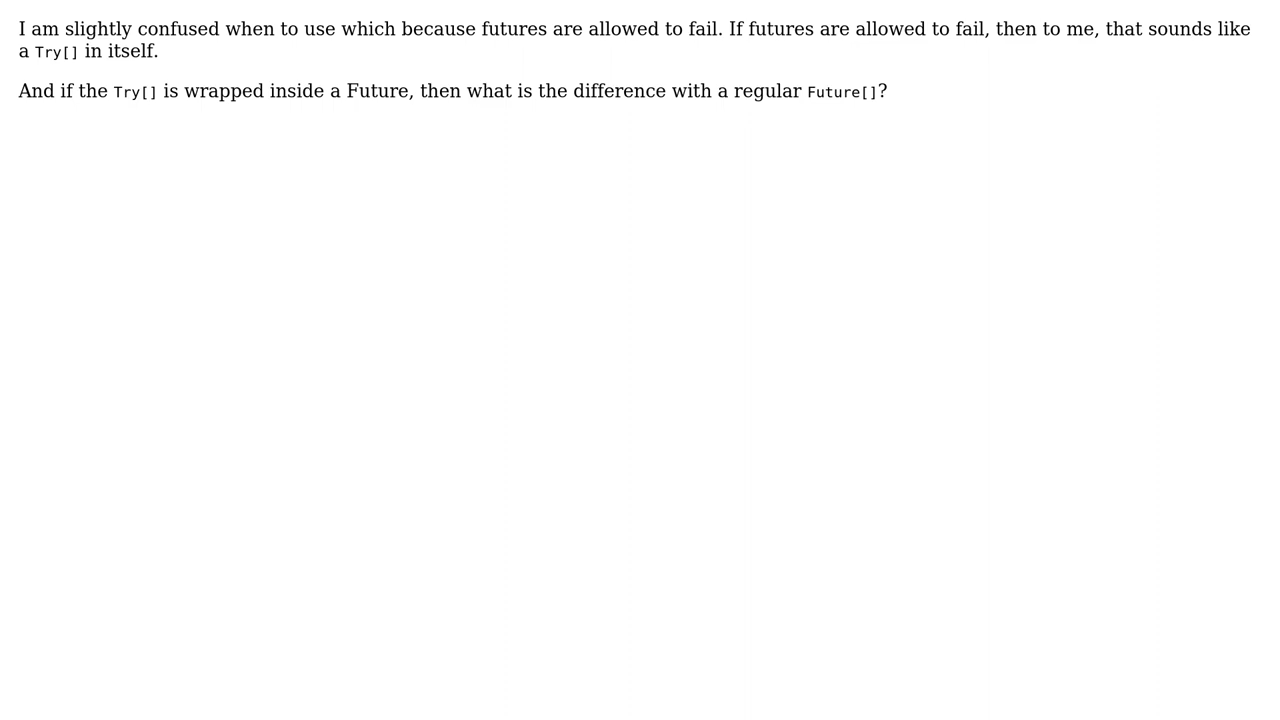 I am slightly confused when to use which because futures are allowed to fail. If futures are allowed to fail, then to me, that sounds like
a Try[] in itself.
And if the Try[] is wrapped inside a Future, then what is the difference with a regular Future[]?